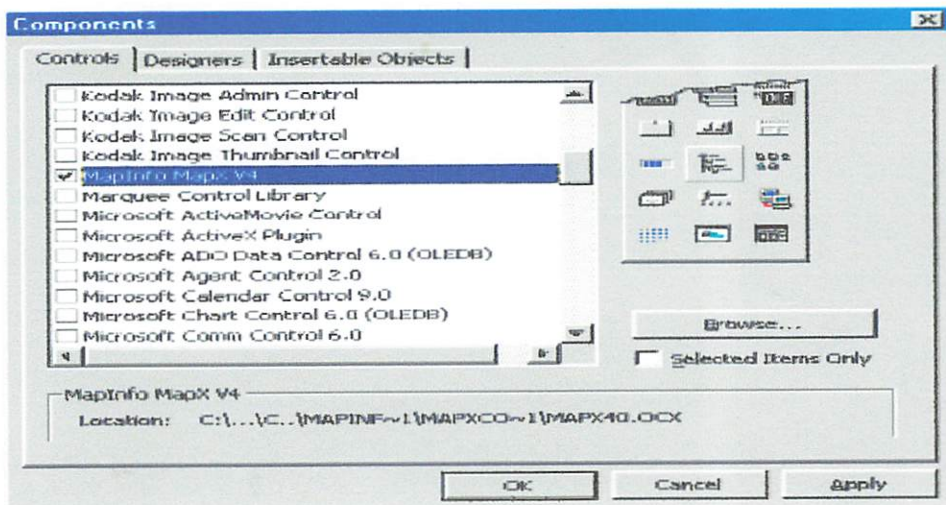 Components
Controls
Designers
Insertable Objects
Kodak Image Admin Control
Kodak Image Edit Control
Kodak Image Scan Control
Kodak Image Thumbnail Control
MapInfo MapX V4
Marquee Control Library
Microsoft ActiveMovie Control
Microsoft ActiveX Plugin
Microsoft ADO Data Control 6.0 (OLEDB)
Microsoft Agent Control 2.0
Microsoft Calendar Control 9.0
Microsoft Chart Control 6.0 (OLEDB)
Microsoft Comm Control 6.0
Browse...
Selected Items Only
MapInfo MapX V4
Location: C:\...\C..\MAPINF~1\MAPXCO~1\MAPX40.OCX
OK
Cancel
Apply